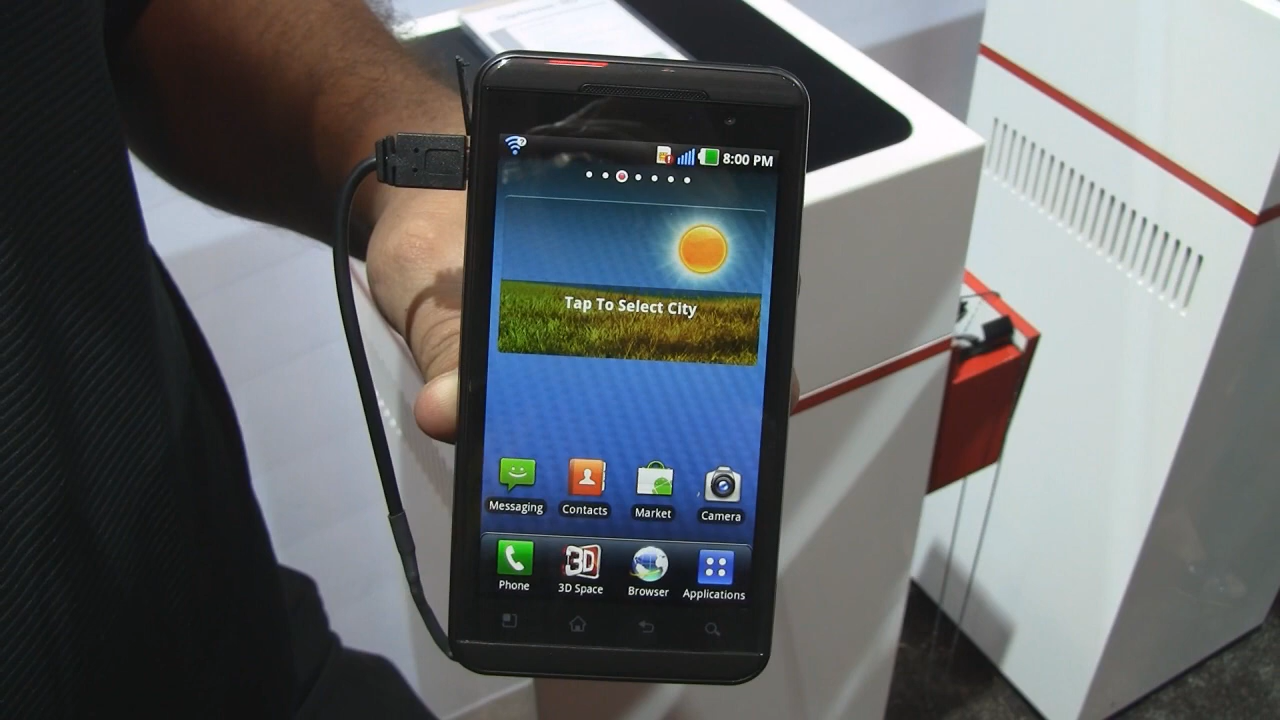 8:00 PM
Tap To Select City
Messaging Contacts Market Camera
3D
Phone 3D Space Browser Applications